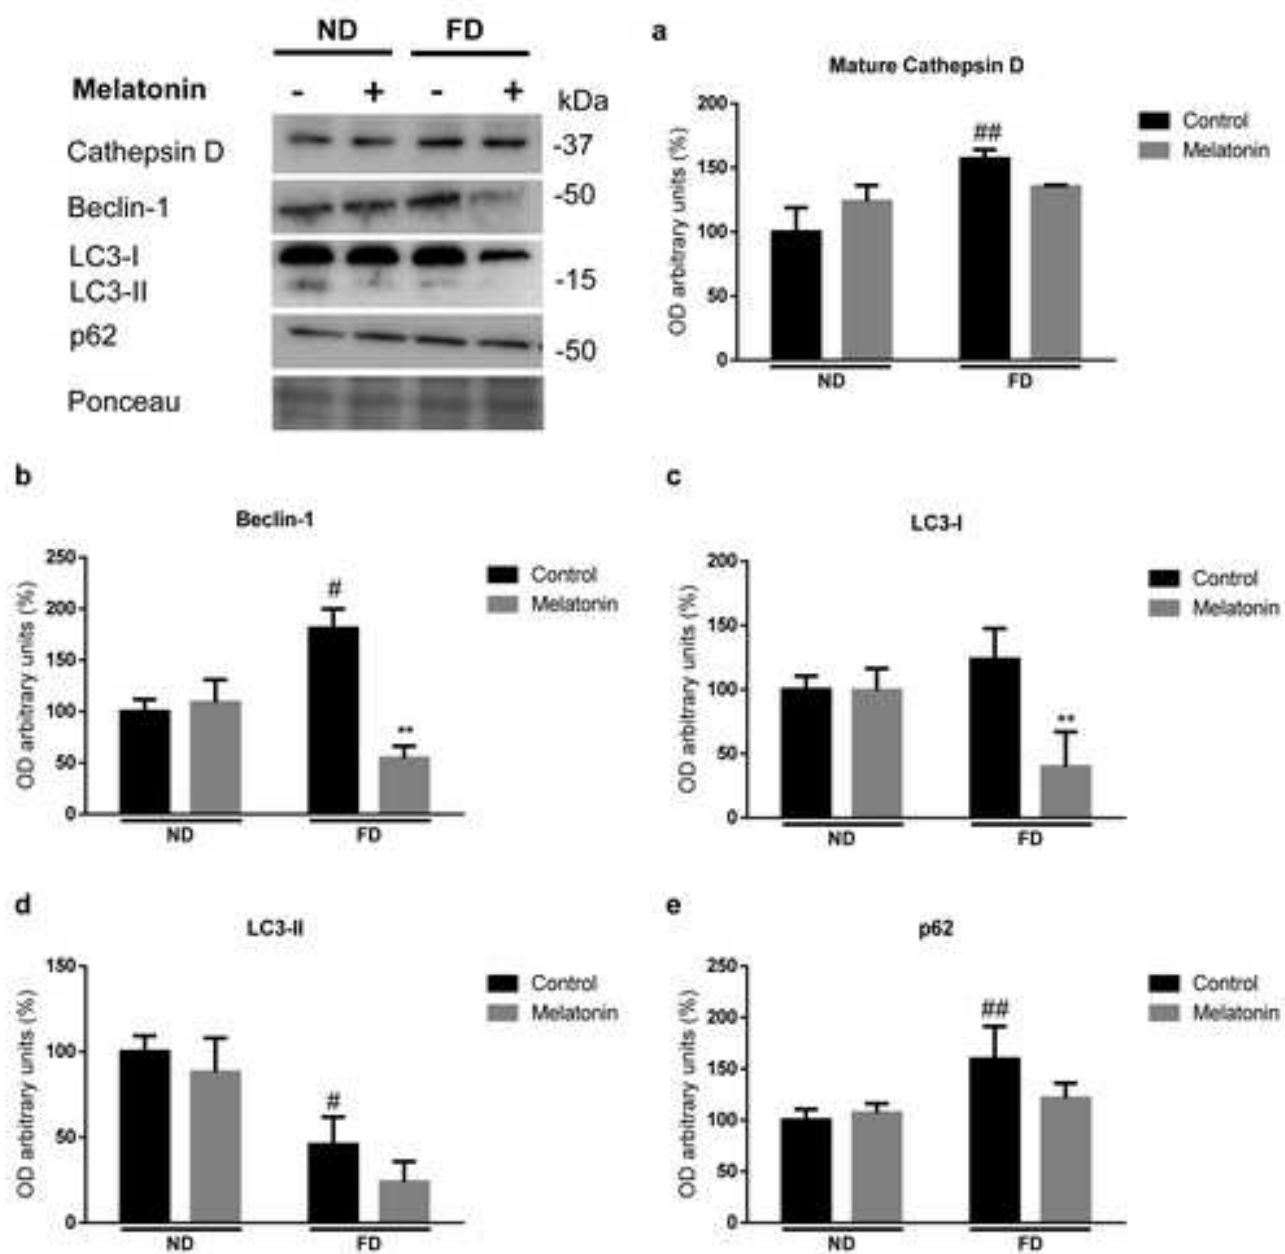 ND FD
Melatonin - + - + kDa
Cathepsin D -37
Beclin-1 -50
LC3-I
LC3-II -15
p62 -50
Ponceau
a
Mature Cathepsin D
OD arbitrary units (%)
200
150
100
50
0
##
ND FD
Control
Melatonin
b
Beclin-1
OD arbitrary units (%)
250
200
150
100
50
0
#
**
ND FD
Control
Melatonin
c
LC3-I
OD arbitrary units (%)
200
150
100
50
0
**
ND FD
Control
Melatonin
d
LC3-II
OD arbitrary units (%)
150
100
50
0
#
ND FD
Control
Melatonin
e
p62
OD arbitrary units (%)
250
200
150
100
50
0
##
ND FD
Control
Melatonin